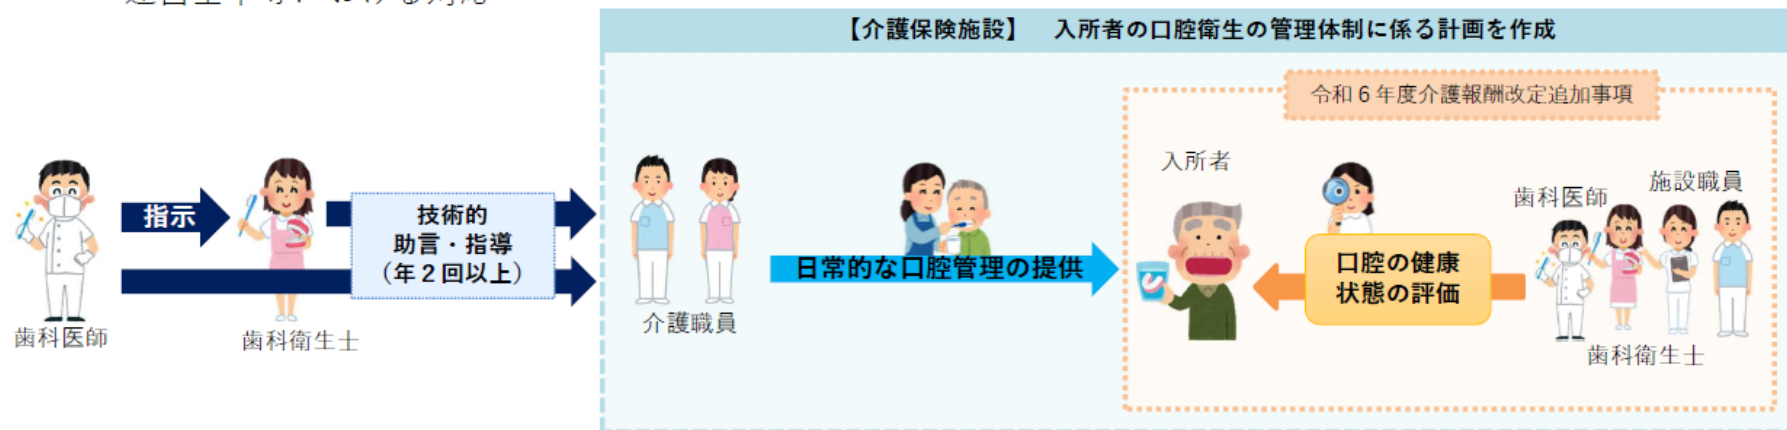 【介護保険施設】　入所者の口腔衛生の管理体制に係る計画を作成
令和６年度介護報酬改定追加事項
指示
技術的
助言・指導
（年２回以上）
歯科医師
歯科衛生士
介護職員
日常的な口腔管理の提供
入所者
口腔の健康
状態の評価
歯科医師
施設職員
歯科衛生士